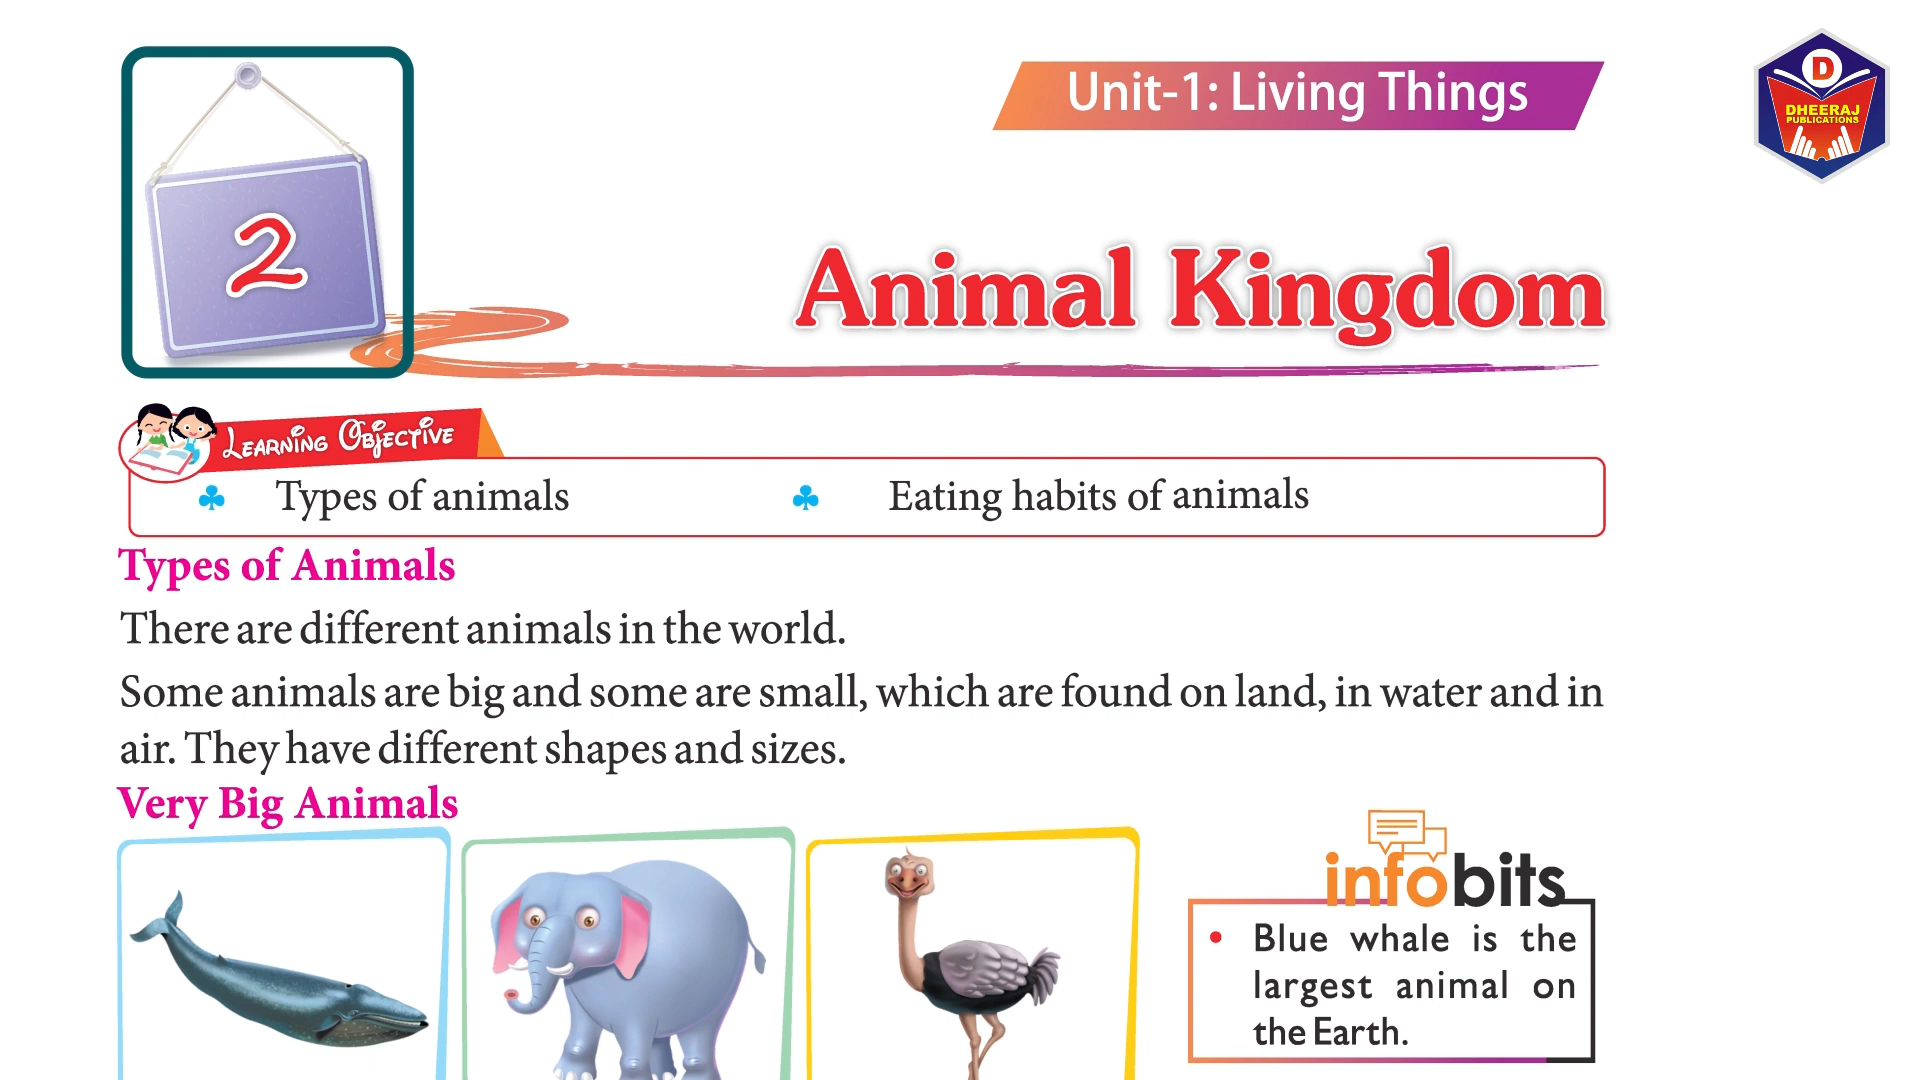 Unit-1: Living Things
D
DHEERAJ
PUBLICATIONS
2
Animal Kingdom
LEARNING OBJECTIVE
♣ Types of animals ♣ Eating habits of animals
Types of Animals
There are different animals in the world.
Some animals are big and some are small, which are found on land, in water and in
air. They have different shapes and sizes.
Very Big Animals
infobits
• Blue whale is the
largest animal on
the Earth.